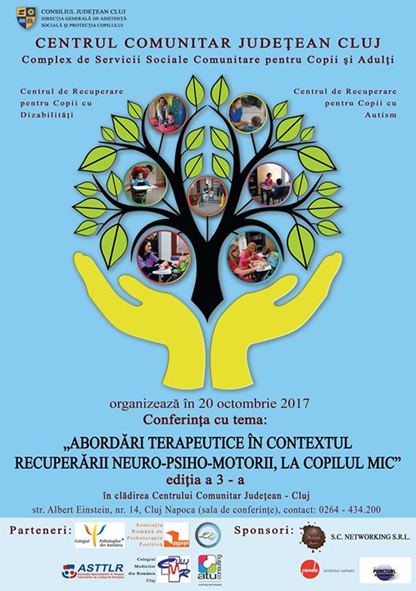 CONSILIUL JUDEȚEAN CLUJ
DIRECȚIA GENERALĂ DE ASISTENȚĂ
SOCIALĂ ȘI PROTECȚIA COPILULUI
CENTRUL COMUNITAR JUDEȚEAN CLUJ
Complex de Servicii Sociale Comunitare pentru Copii și Adulți
Centrul de Recuperare
pentru Copii cu
Dizabilități
Centrul de Recuperare
pentru Copii cu
Autism
organizează în 20 octombrie 2017
Conferința cu tema:
„ABORDĂRI TERAPEUTICE ÎN CONTEXTUL
RECUPERĂRII NEURO-PSIHO-MOTORII, LA COPILUL MIC”
ediția a 3 - a
în clădirea Centrului Comunitar Județean - Cluj
str. Albert Einstein, nr. 14, Cluj Napoca (sala de conferințe), contact: 0264 - 434.200
Parteneri:
Colegiul Psihologilor din România
Asociația
Română de
Psihoterapie
Pozitivă
Sponsori:
S.C. NETWORKING S.R.L.
ASTTLR
Colegiul
Medicilor
din România
Cluj
CMR
aitu
consulting
ronda
PUNCTUAL